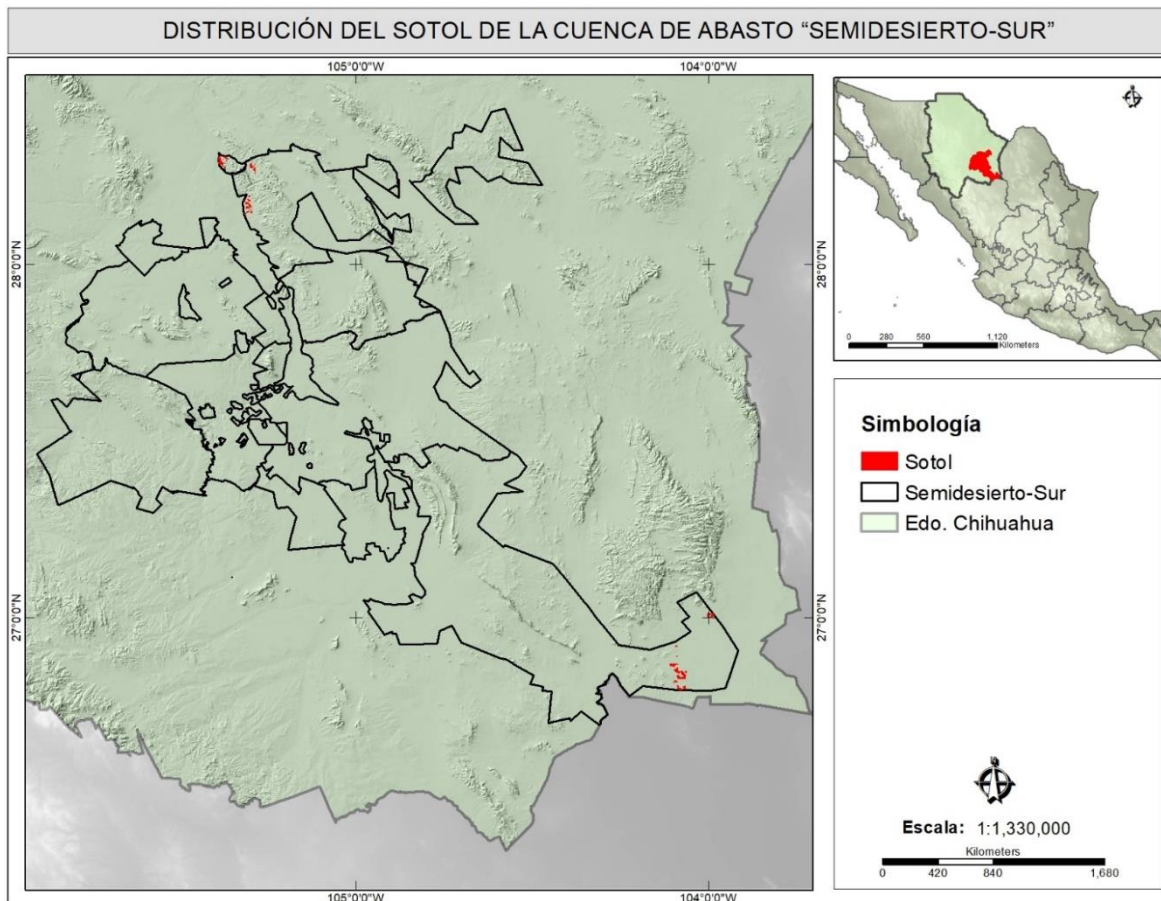 DISTRIBUCIÓN DEL SOTOL DE LA CUENCA DE ABASTO "SEMIDESIERTO-SUR"
105°0'0"W
104°0'0"W
28°0'0"N
28°0'0"N
27°0'0"N
27°0'0"N
105°0'0"W
104°0'0"W
0 280 560 1,120
Kilometers
Simbología
Sotol
Semidesierto-Sur
Edo. Chihuahua
Escala: 1:1,330,000
Kilometers
0 420 840 1,680